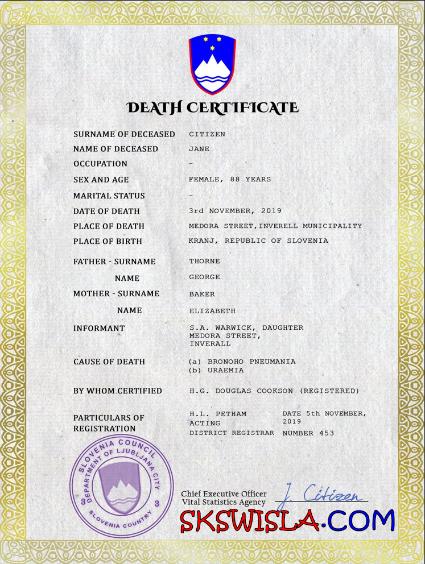 DEATH CERTIFICATE
SURNAME OF DECEASED CITIZEN
NAME OF DECEASED JANE
OCCUPATION –
SEX AND AGE FEMALE, 88 YEARS
MARITAL STATUS –
DATE OF DEATH 3rd NOVEMBER, 2019
PLACE OF DEATH MEDORA STREET,INVERELL MUNICIPALITY
PLACE OF BIRTH KRANJ, REPUBLIC OF SLOVENIA
FATHER - SURNAME THORNE
NAME GEORGE
MOTHER - SURNAME BAKER
NAME ELIZABETH
INFORMANT S.A. WARWICK, DAUGHTER
MEDORA STREET,
INVERALL
CAUSE OF DEATH (a) BRONOHO PNEUMANIA
(b) URAEMIA
BY WHOM CERTIFIED H.G. DOUGLAS COOKSON (REGISTERED)
PARTICULARS OF REGISTRATION
H.L. PETHAM DATE 5th NOVEMBER,
ACTING 2019
DISTRICT REGISTRAR NUMBER 453
SLOVENIA COUNCIL
DEPARTMENT OF LJUBLJANA CITY
SLOVENIA COUNTRY
Chief Executive Officer
Vital Statistics Agency J. Citizen
SKSWISLA.COM